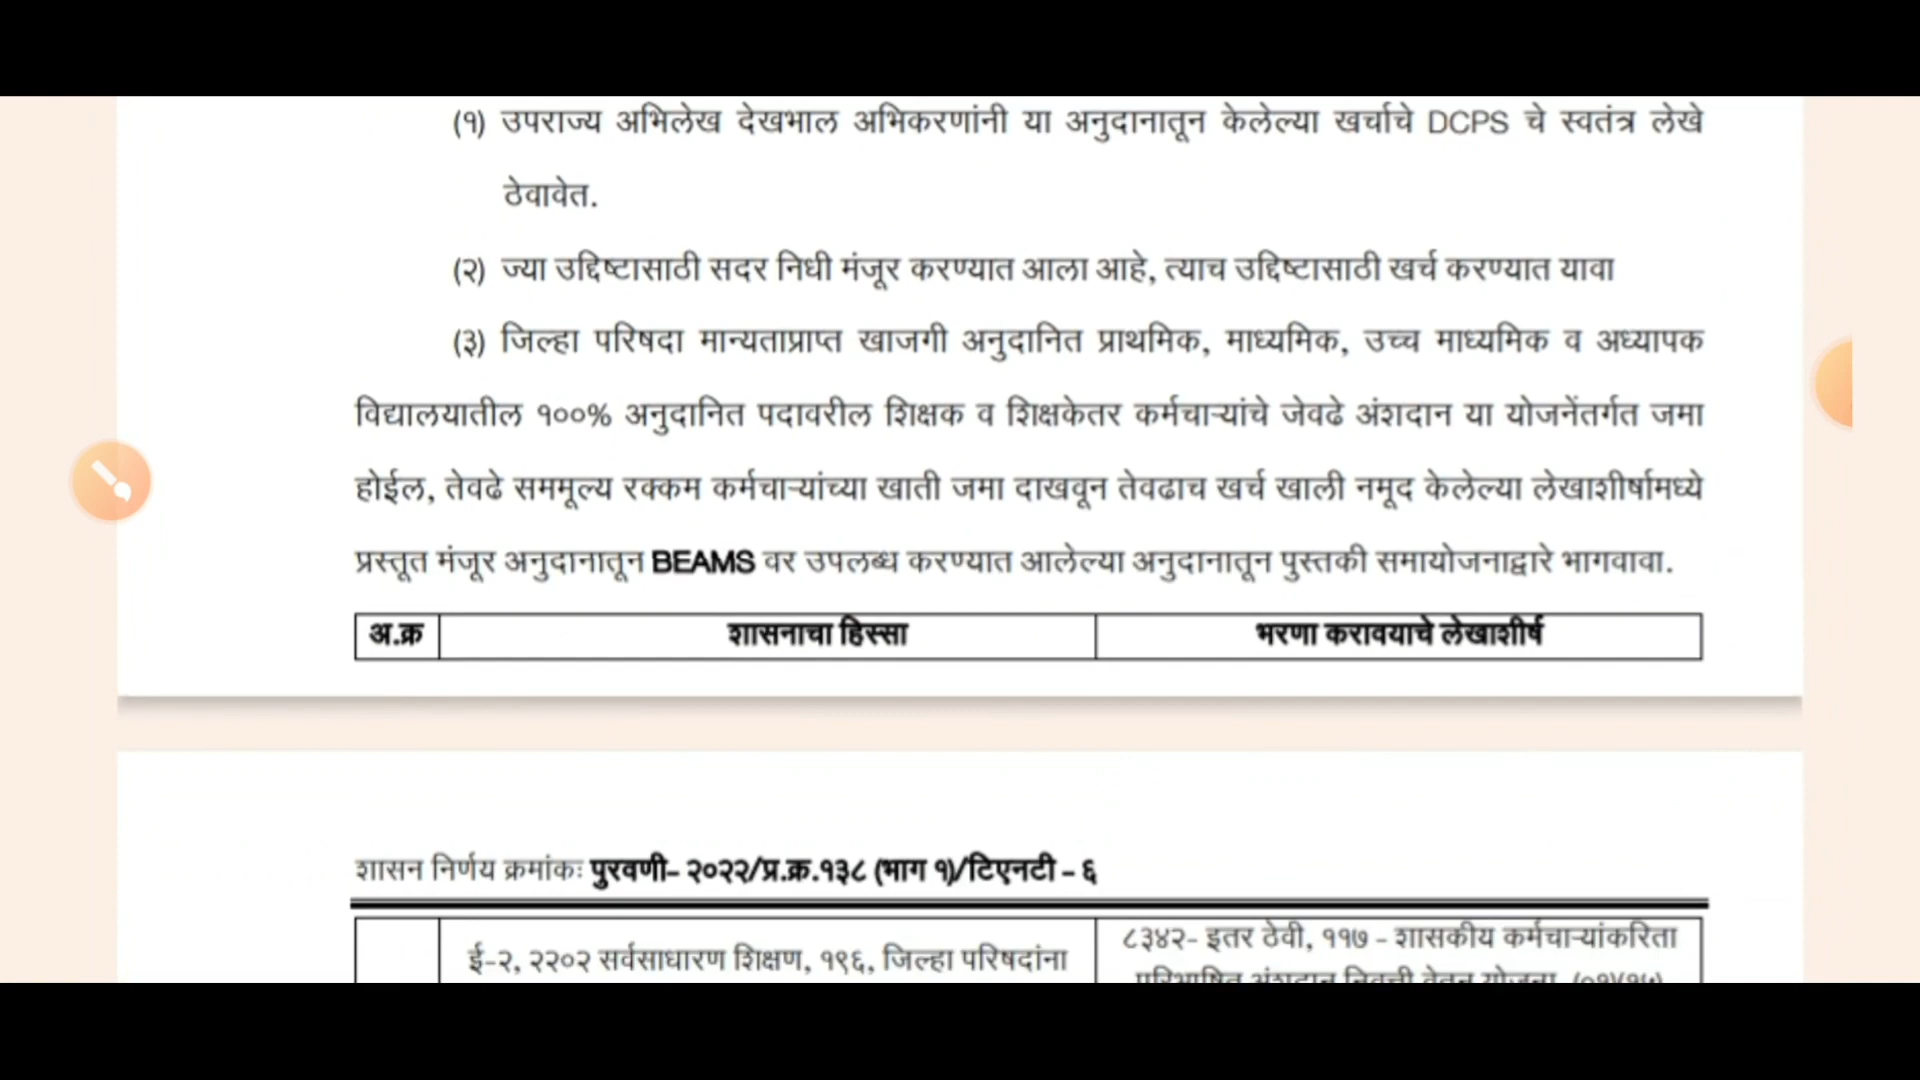 (१) उपराज्य अभिलेख देखभाल अभिकरणांनी या अनुदानातून केलेल्या खर्चाचे DCPS चे स्वतंत्र लेखे
ठेवावेत.
(२) ज्या उद्दिष्टासाठी सदर निधी मंजूर करण्यात आला आहे, त्याच उद्दिष्टासाठी खर्च करण्यात यावा
(३) जिल्हा परिषदा मान्यताप्राप्त खाजगी अनुदानित प्राथमिक, माध्यमिक, उच्च माध्यमिक व अध्यापक
विद्यालयातील १००% अनुदानित पदावरील शिक्षक व शिक्षकेतर कर्मचाऱ्यांचे जेवढे अंशदान या योजनेंतर्गत जमा
होईल, तेवढे सममूल्य रक्कम कर्मचाऱ्यांच्या खाती जमा दाखवून तेवढाच खर्च खाली नमूद केलेल्या लेखाशीर्षामध्ये
प्रस्तूत मंजूर अनुदानातून BEAMS वर उपलब्ध करण्यात आलेल्या अनुदानातून पुस्तकी समायोजनाद्वारे भागवावा.
अ.क्र शासनाचा हिस्सा भरणा करावयाचे लेखाशीर्ष
शासन निर्णय क्रमांकः पुरवणी- २०२२/प्र.क्र.१३८ (भाग १)/टिएनटी - ६
ई-२, २२०२ सर्वसाधारण शिक्षण, १९६, जिल्हा परिषदांना
८३४२- इतर ठेवी, ११७ - शासकीय कर्मचाऱ्यांकरिता
परिभाषित अंशदान निवृत्ती वेतन योजना